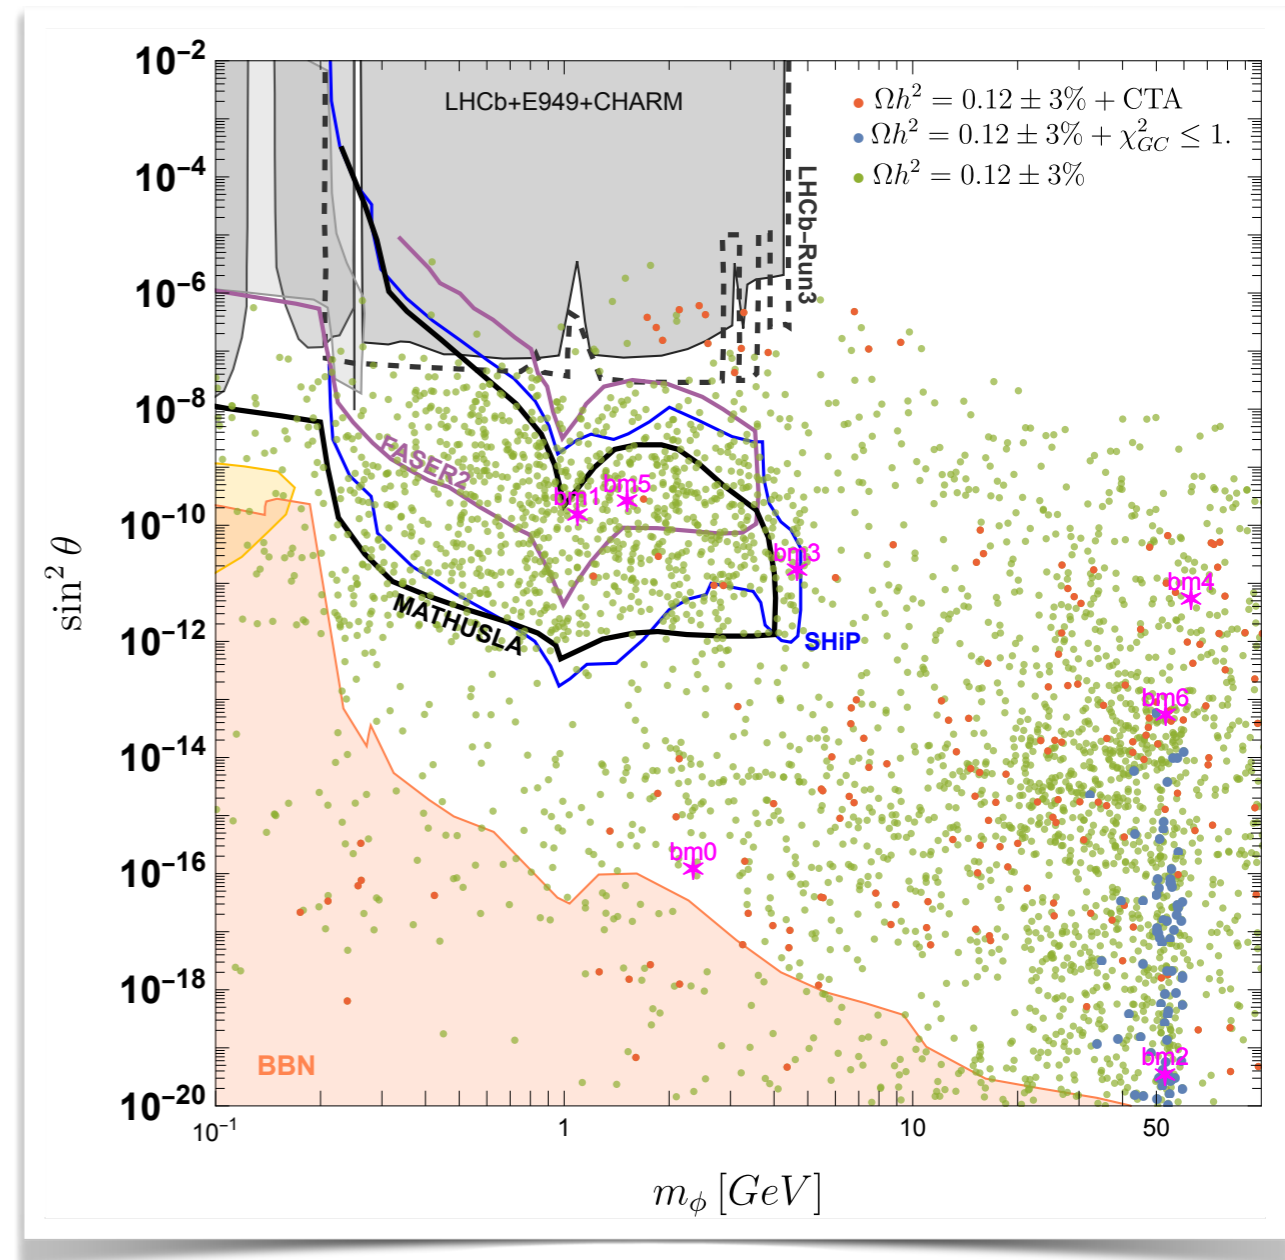 LHCb+E949+CHARM
Ωh² = 0.12 ± 3% + CTA
Ωh² = 0.12 ± 3% + χ²_GC ≤ 1.
Ωh² = 0.12 ± 3%
LHCb-Run3
FASER2
bm1
bm5
bm3
bm4
MATHUSLA
SHiP
bm6
bm0
bm2
BBN
10⁻²
10⁻⁴
10⁻⁶
10⁻⁸
10⁻¹⁰
10⁻¹²
10⁻¹⁴
10⁻¹⁶
10⁻¹⁸
10⁻²⁰
sin² θ
10⁻¹ 1 10 50
m_ϕ [GeV]